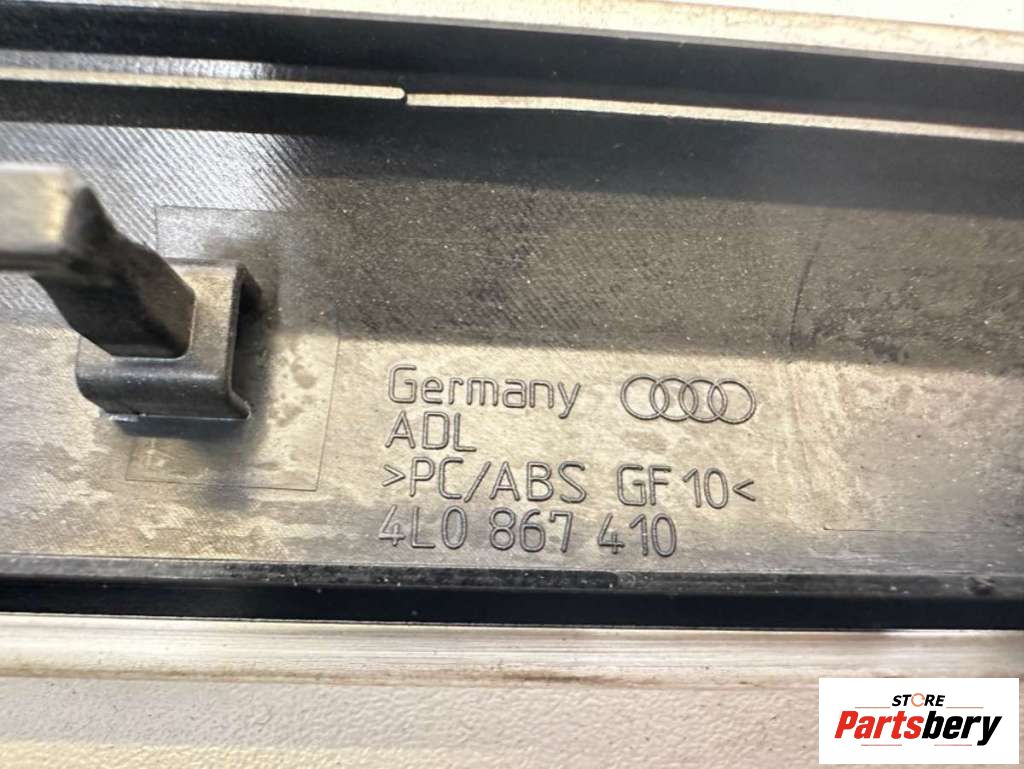 Germany
ADL
>PC/ABS GF10<
4L0 867 410
STORE
Partsbery